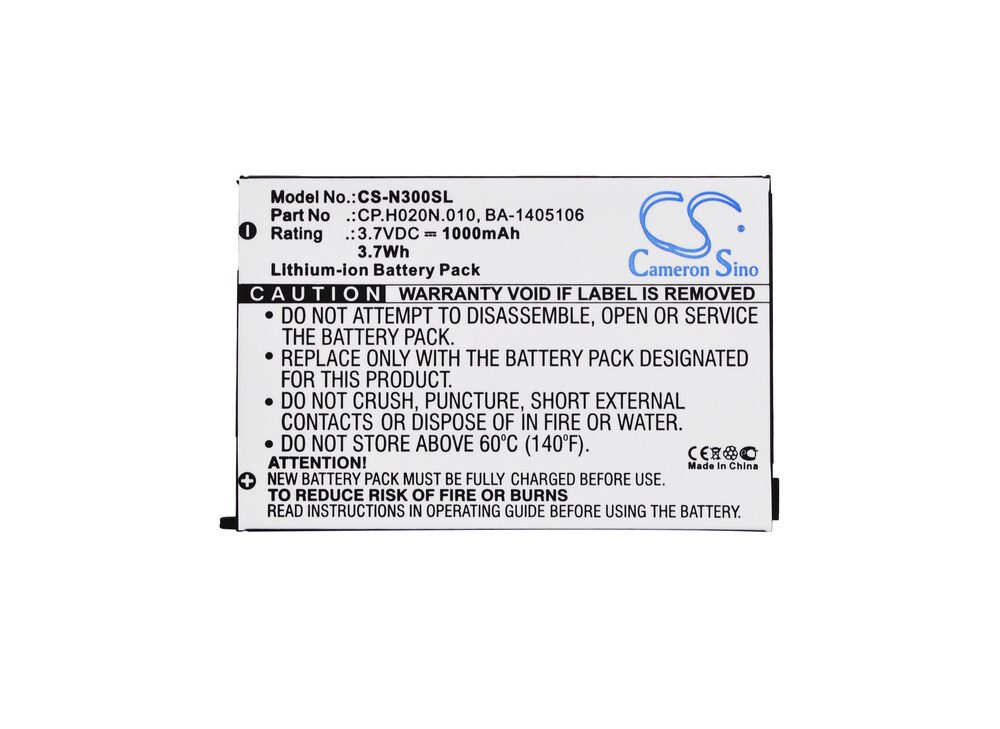 Model No.:CS-N300SL
Part No .:CP.H020N.010, BA-1405106
Rating .:3.7VDC ⎓ 1000mAh
3.7Wh
Lithium-ion Battery Pack
CS
Cameron Sino
CAUTION WARRANTY VOID IF LABEL IS REMOVED
• DO NOT ATTEMPT TO DISASSEMBLE, OPEN OR SERVICE
THE BATTERY PACK.
• REPLACE ONLY WITH THE BATTERY PACK DESIGNATED
FOR THIS PRODUCT.
• DO NOT CRUSH, PUNCTURE, SHORT EXTERNAL
CONTACTS OR DISPOSE OF IN FIRE OR WATER.
• DO NOT STORE ABOVE 60ºC (140ºF).
CE
Made in China
ATTENTION!
NEW BATTERY PACK MUST BE FULLY CHARGED BEFORE USE.
TO REDUCE RISK OF FIRE OR BURNS
READ INSTRUCTIONS IN OPERATING GUIDE BEFORE USING THE BATTERY.